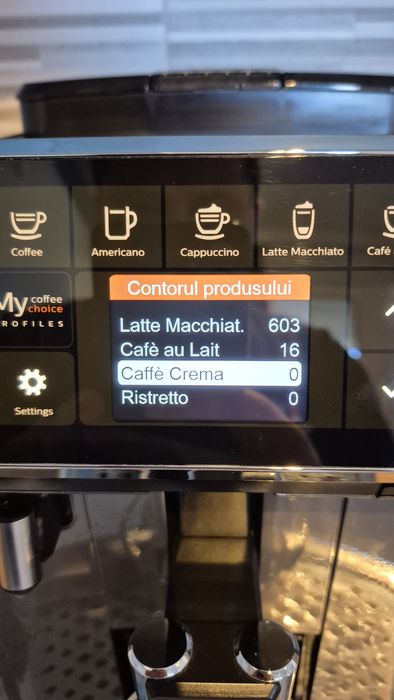 Coffee
Americano
Cappuccino
Latte Macchiato
Café
My coffee choice
PROFILES
Settings
Contorul produsului
Latte Macchiat. 603
Cafè au Lait 16
Caffè Crema 0
Ristretto 0